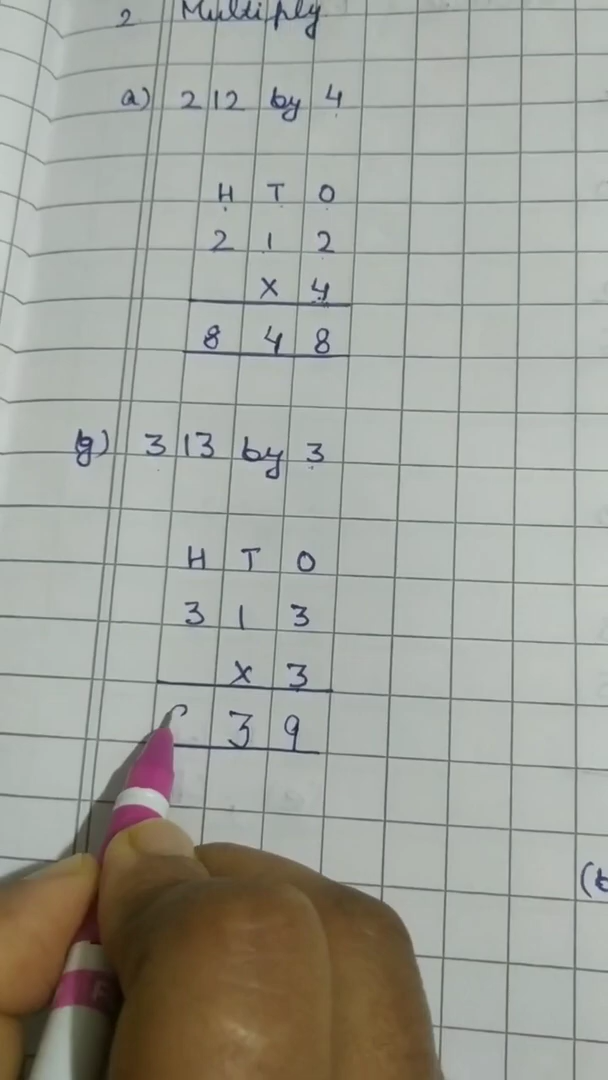 2 Multiply
a) 212 by 4
H T O
2 1 2
x 4
8 4 8
g) 313 by 3
H T O
3 1 3
x 3
3 9